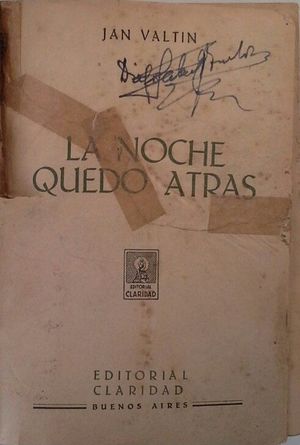 JAN VALTIN
LA NOCHE
QUEDO ATRAS
EDITORIAL
CLARIDAD
EDITORIAL
CLARIDAD
BUENOS AIRES